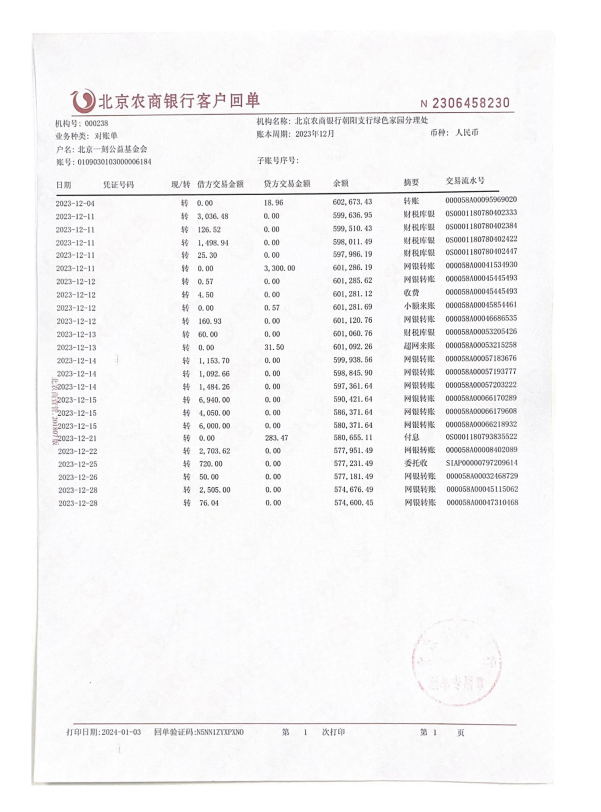 北京农商银行客户回单
N 2306458230
机构号: 000238
机构名称: 北京农商银行朝阳支行绿色家园分理处
业务种类: 对账单
账本周期: 2023年12月
币种: 人民币
户名: 北京一刻公益基金会
账号: 0109030103000006184
子账号序号:
日期 凭证号码 现/转 借方交易金额 贷方交易金额 余额 摘要 交易流水号
2023-12-04 转 0.00 18.96 602,673.43 转账 000058A00095969020
2023-12-11 转 3,036.48 0.00 599,636.95 财税库银 0S0001180780402333
2023-12-11 转 126.52 0.00 599,510.43 财税库银 0S0001180780402384
2023-12-11 转 1,498.94 0.00 598,011.49 财税库银 0S0001180780402422
2023-12-11 转 25.30 0.00 597,986.19 财税库银 0S0001180780402447
2023-12-11 转 0.00 3,300.00 601,286.19 网银转账 000058A00041534930
2023-12-12 转 0.57 0.00 601,285.62 网银转账 000058A00045445493
2023-12-12 转 4.50 0.00 601,281.12 收费 000058A00045445493
2023-12-12 转 0.00 0.57 601,281.69 小额来账 000058A00045854461
2023-12-12 转 160.93 0.00 601,120.76 网银转账 000058A00046686535
2023-12-13 转 60.00 0.00 601,060.76 财税库银 000058A00053205426
2023-12-13 转 0.00 31.50 601,092.26 超网来账 000058A00053215258
2023-12-14 转 1,153.70 0.00 599,938.56 网银转账 000058A00057183676
2023-12-14 转 1,092.66 0.00 598,845.90 网银转账 000058A00057193777
2023-12-14 转 1,484.26 0.00 597,361.64 网银转账 000058A00057203222
2023-12-15 转 6,940.00 0.00 590,421.64 网银转账 000058A00066170289
2023-12-15 转 4,050.00 0.00 586,371.64 网银转账 000058A00066179608
2023-12-15 转 6,000.00 0.00 580,371.64 网银转账 000058A00066218932
2023-12-21 转 0.00 283.47 580,655.11 付息 0S0001180793835522
2023-12-22 转 2,703.62 0.00 577,951.49 网银转账 000058A00008402089
2023-12-25 转 720.00 0.00 577,231.49 委托收 S1AP00000797209614
2023-12-26 转 50.00 0.00 577,181.49 网银转账 000058A00032468729
2023-12-28 转 2,505.00 0.00 574,676.49 网银转账 000058A00045115062
2023-12-28 转 76.04 0.00 574,600.45 网银转账 000058A00047310468
打印日期:2024-01-03 回单验证码:N5NN1ZYXPXNO 第 1 次打印 第 1 页